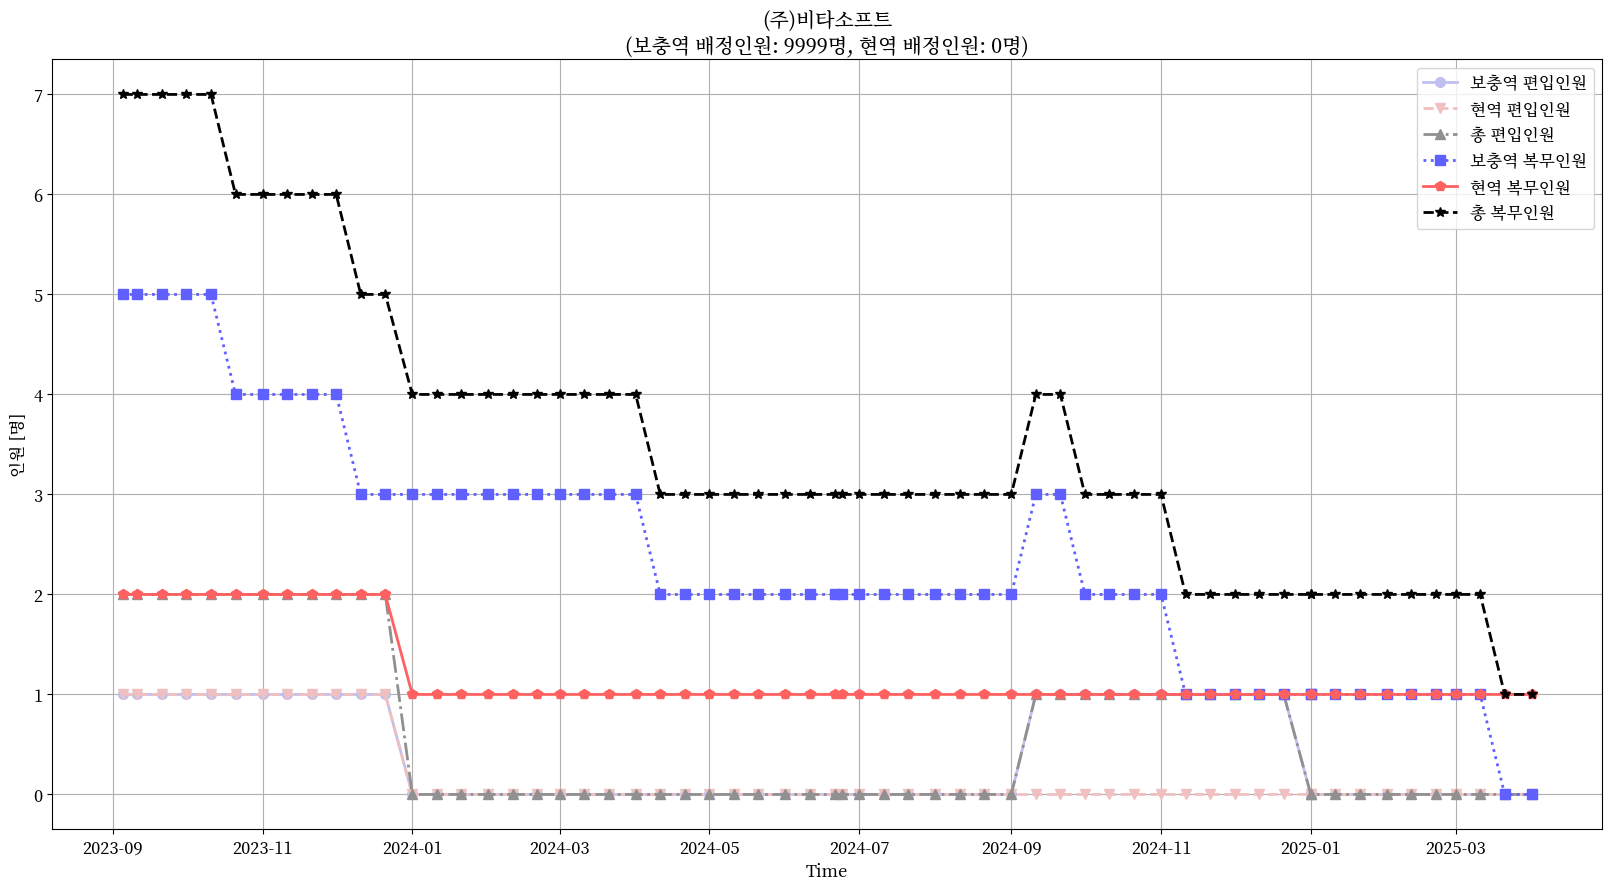 (주)비타소프트
(보충역 배정인원: 9999명, 현역 배정인원: 0명)
보충역 편입인원
현역 편입인원
총 편입인원
보충역 복무인원
현역 복무인원
총 복무인원
인원 [명]
7
6
5
4
3
2
1
0
2023-09 2023-11 2024-01 2024-03 2024-05 2024-07 2024-09 2024-11 2025-01 2025-03
Time